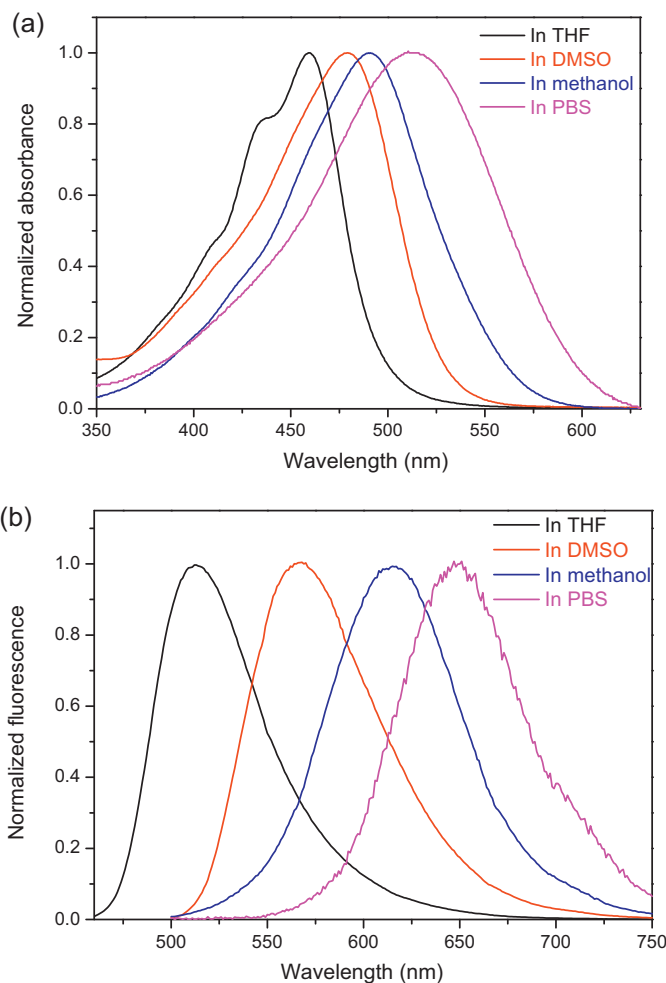 (a)
In THF
In DMSO
In methanol
In PBS
Normalized absorbance
1.0
0.8
0.6
0.4
0.2
0.0
350 400 450 500 550 600
Wavelength (nm)
(b)
In THF
In DMSO
In methanol
In PBS
Normalized fluorescence
1.0
0.8
0.6
0.4
0.2
0.0
500 550 600 650 700 750
Wavelength (nm)